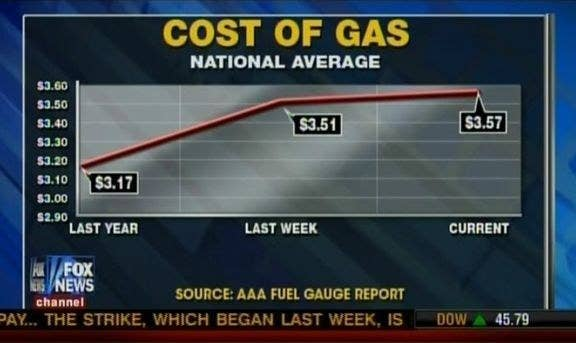 COST OF GAS
NATIONAL AVERAGE
$3.60
$3.50
$3.40
$3.30
$3.20
$3.10
$3.00
$2.90
$3.17
$3.51
$3.57
LAST YEAR
LAST WEEK
CURRENT
FOX
NEWS
channel
SOURCE: AAA FUEL GAUGE REPORT
PAY... THE STRIKE, WHICH BEGAN LAST WEEK, IS
DOW ▲ 45.79